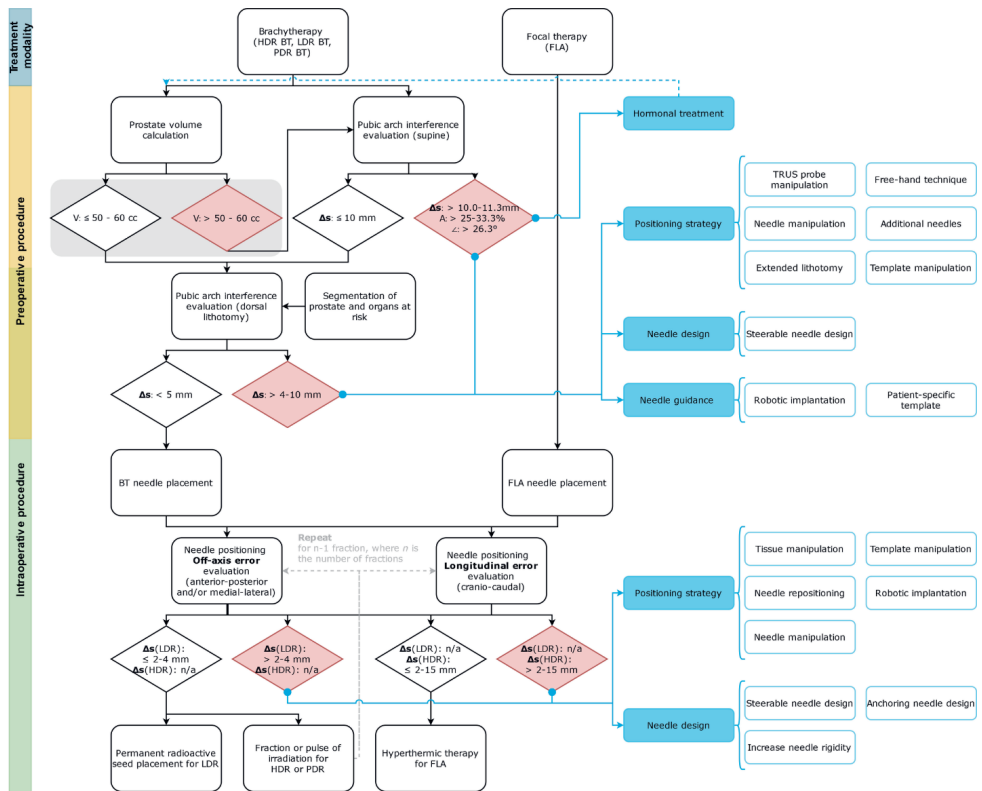 Treatment
modality
Preoperative procedure
Intraoperative procedure
Brachytherapy
(HDR BT, LDR BT,
PDR BT)
Focal therapy
(FLA)
Prostate volume
calculation
Pubic arch interference
evaluation (supine)
Hormonal treatment
V: ≤ 50 - 60 cc
V: > 50 - 60 cc
Δs: ≤ 10 mm
Δs: > 10.0-11.3mm
A: > 25-33.3%
∠: > 26.3°
Positioning strategy
TRUS probe
manipulation
Free-hand technique
Needle manipulation
Additional needles
Extended lithotomy
Template manipulation
Pubic arch interference
evaluation (dorsal
lithotomy)
Segmentation of
prostate and organs at
risk
Needle design
Steerable needle design
Δs: < 5 mm
Δs: > 4-10 mm
Needle guidance
Robotic implantation
Patient-specific
template
BT needle placement
FLA needle placement
Needle positioning
Off-axis error
evaluation
(anterior-posterior
and/or medial-lateral)
Repeat
for n-1 fraction, where n is
the number of fractions
Needle positioning
Longitudinal error
evaluation
(cranio-caudal)
Positioning strategy
Tissue manipulation
Template manipulation
Needle repositioning
Robotic implantation
Needle manipulation
Δs(LDR):
≤ 2-4 mm
Δs(HDR): n/a
Δs(LDR):
> 2-4 mm
Δs(HDR): n/a
Δs(LDR): n/a
Δs(HDR):
≤ 2-15 mm
Δs(LDR): n/a
Δs(HDR):
> 2-15 mm
Needle design
Steerable needle design
Anchoring needle design
Increase needle rigidity
Permanent radioactive
seed placement for LDR
Fraction or pulse of
irradiation for
HDR or PDR
Hyperthermic therapy
for FLA